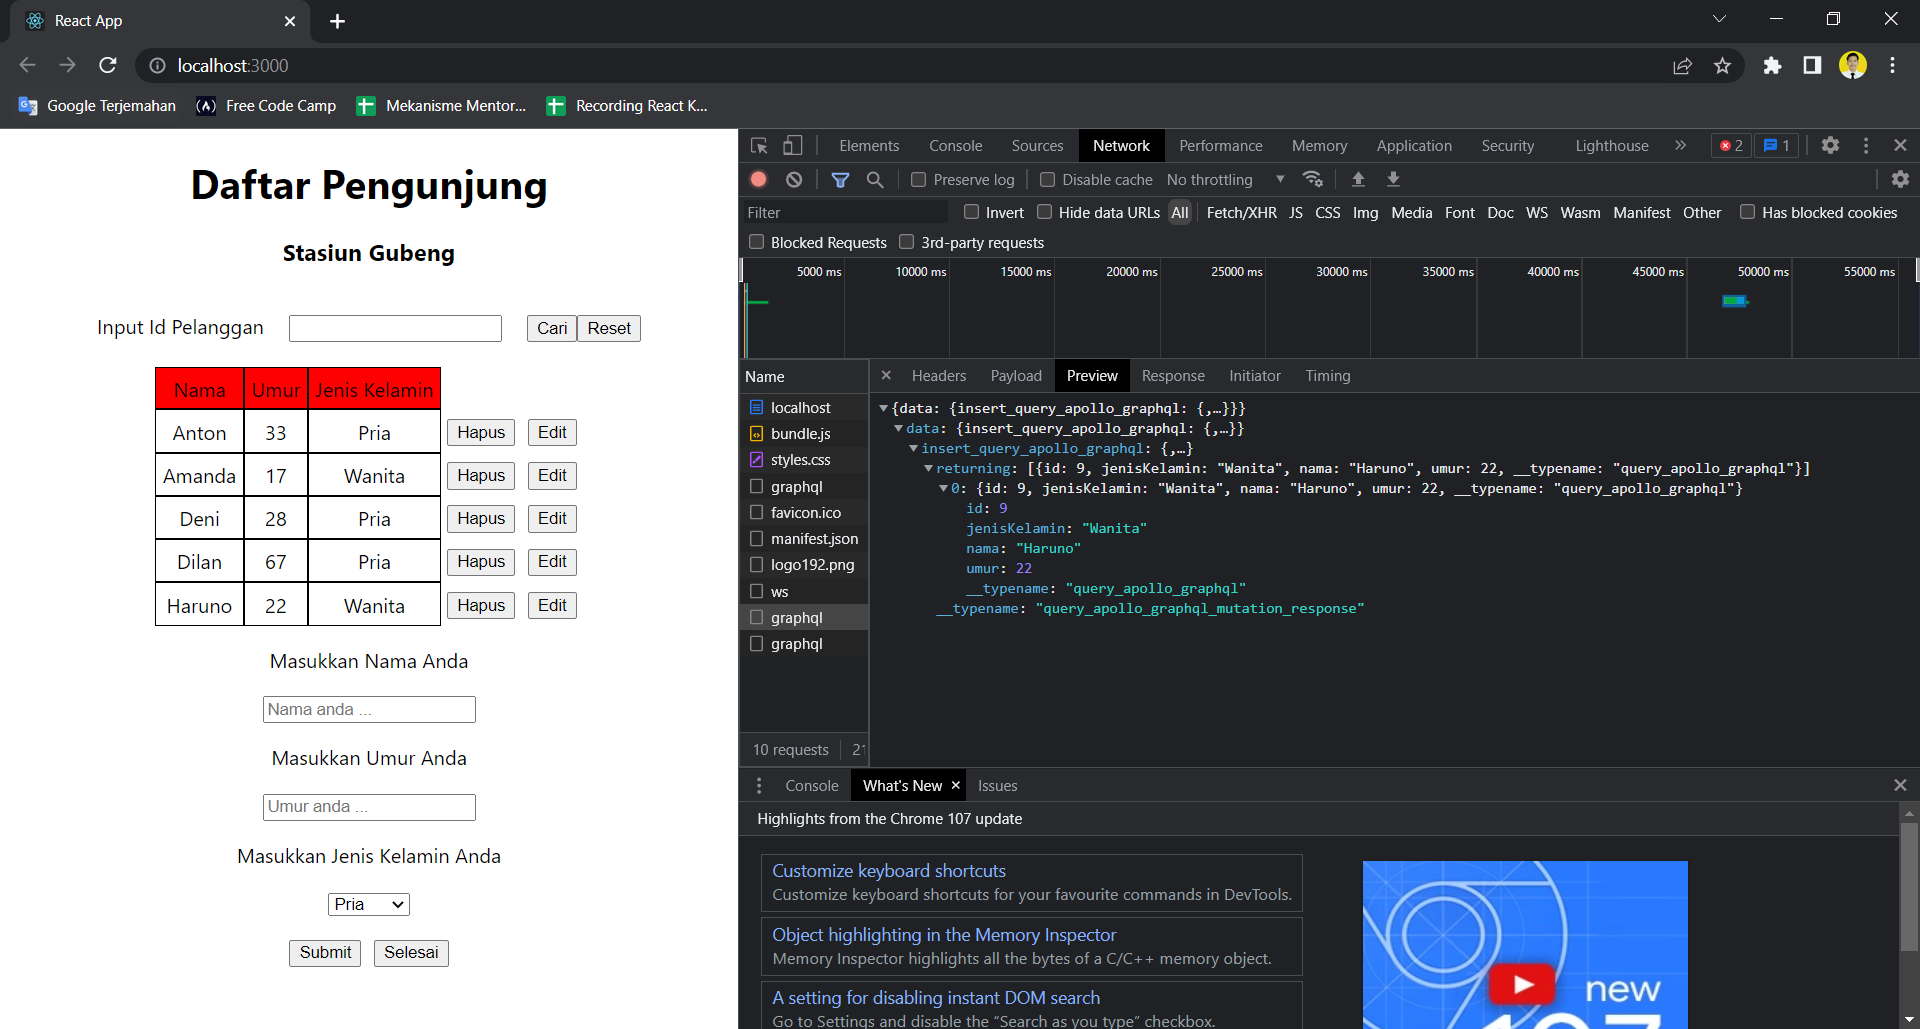 React App
localhost:3000
Google Terjemahan Free Code Camp Mekanisme Mentor... Recording React K...
Daftar Pengunjung
Stasiun Gubeng
Input Id Pelanggan Cari Reset
Nama Umur Jenis Kelamin
Anton 33 Pria Hapus Edit
Amanda 17 Wanita Hapus Edit
Deni 28 Pria Hapus Edit
Dilan 67 Pria Hapus Edit
Haruno 22 Wanita Hapus Edit
Masukkan Nama Anda
Nama anda ...
Masukkan Umur Anda
Umur anda ...
Masukkan Jenis Kelamin Anda
Pria
Submit Selesai
Elements Console Sources Network Performance Memory Application Security Lighthouse » 2 1
Preserve log Disable cache No throttling
Filter Invert Hide data URLs All Fetch/XHR JS CSS Img Media Font Doc WS Wasm Manifest Other Has blocked cookies
Blocked Requests 3rd-party requests
5000 ms 10000 ms 15000 ms 20000 ms 25000 ms 30000 ms 35000 ms 40000 ms 45000 ms 50000 ms 55000 ms
Name
localhost
bundle.js
styles.css
graphql
favicon.ico
manifest.json
logo192.png
ws
graphql
graphql
10 requests 21
Headers Payload Preview Response Initiator Timing
{data: {insert_query_apollo_graphql: {,…}}}
data: {insert_query_apollo_graphql: {,…}}
insert_query_apollo_graphql: {,…}
returning: [{id: 9, jenisKelamin: "Wanita", nama: "Haruno", umur: 22, __typename: "query_apollo_graphql"}]
0: {id: 9, jenisKelamin: "Wanita", nama: "Haruno", umur: 22, __typename: "query_apollo_graphql"}
id: 9
jenisKelamin: "Wanita"
nama: "Haruno"
umur: 22
__typename: "query_apollo_graphql"
__typename: "query_apollo_graphql_mutation_response"
Console What's New Issues
Highlights from the Chrome 107 update
Customize keyboard shortcuts
Customize keyboard shortcuts for your favourite commands in DevTools.
Object highlighting in the Memory Inspector
Memory Inspector highlights all the bytes of a C/C++ memory object.
A setting for disabling instant DOM search
Go to Settings and disable the “Search as you type” checkbox.
new
107